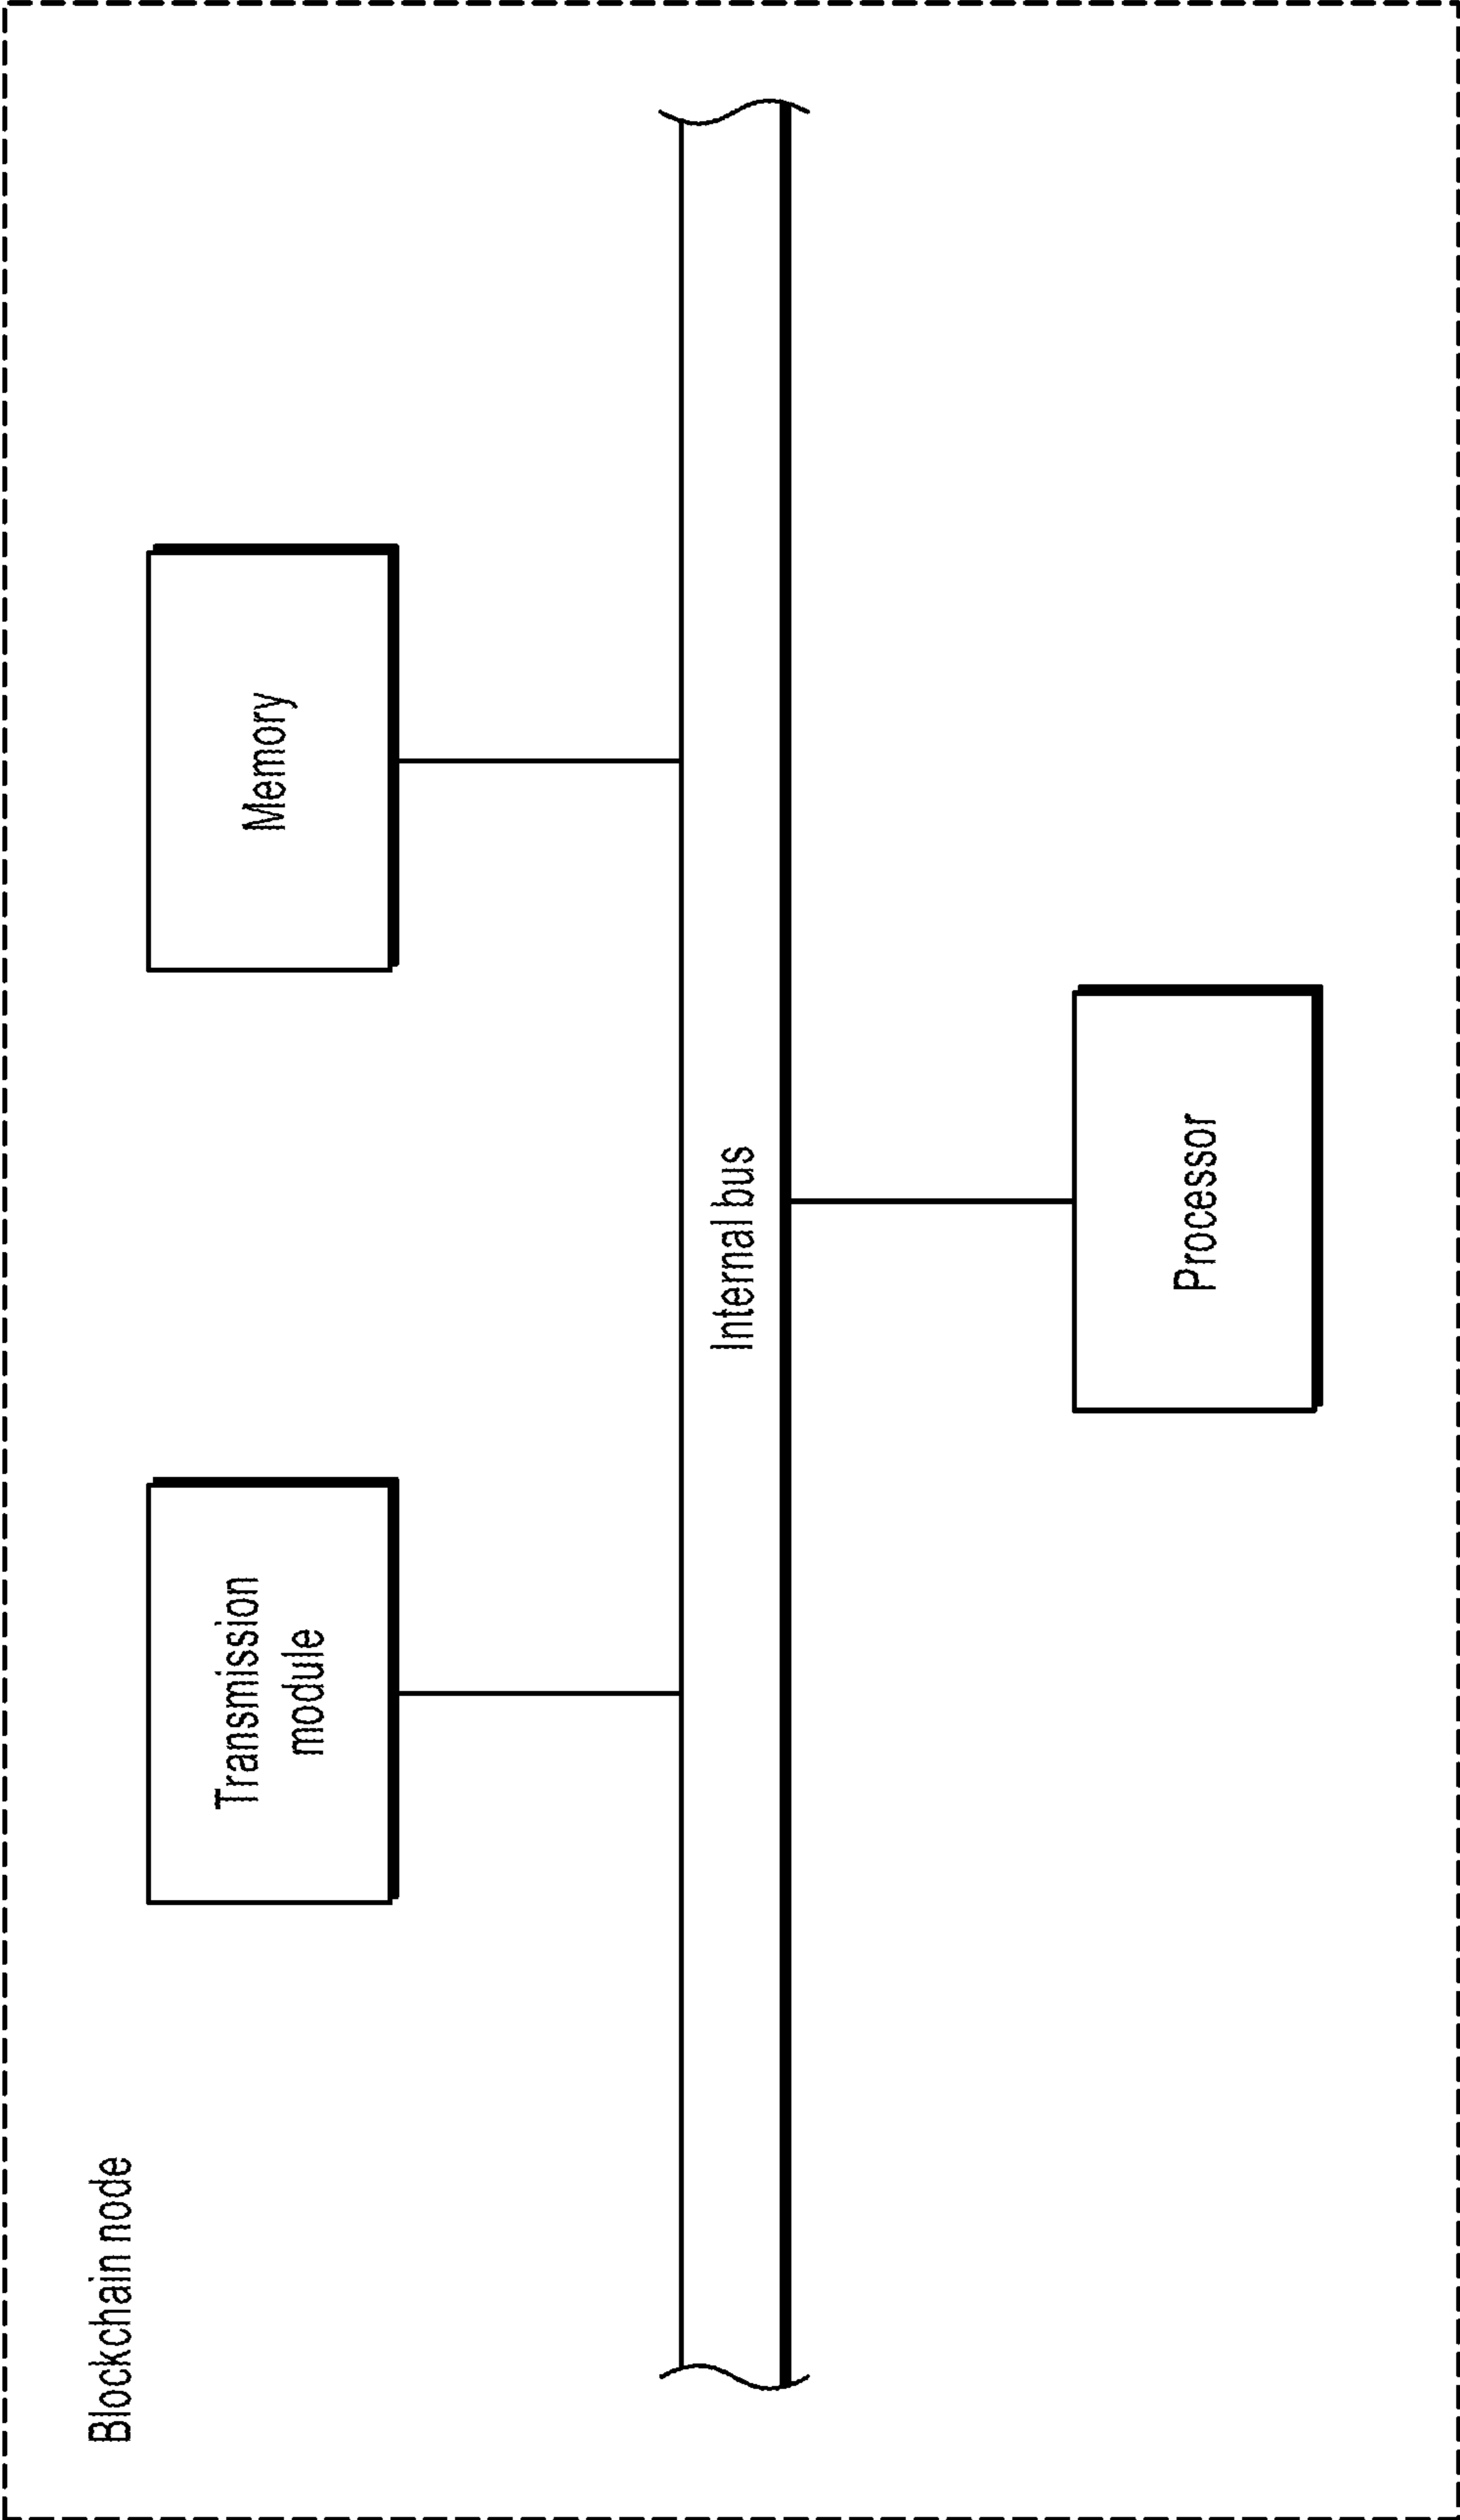 Blockchain node
Transmission
module
Memory
Internal bus
Processor